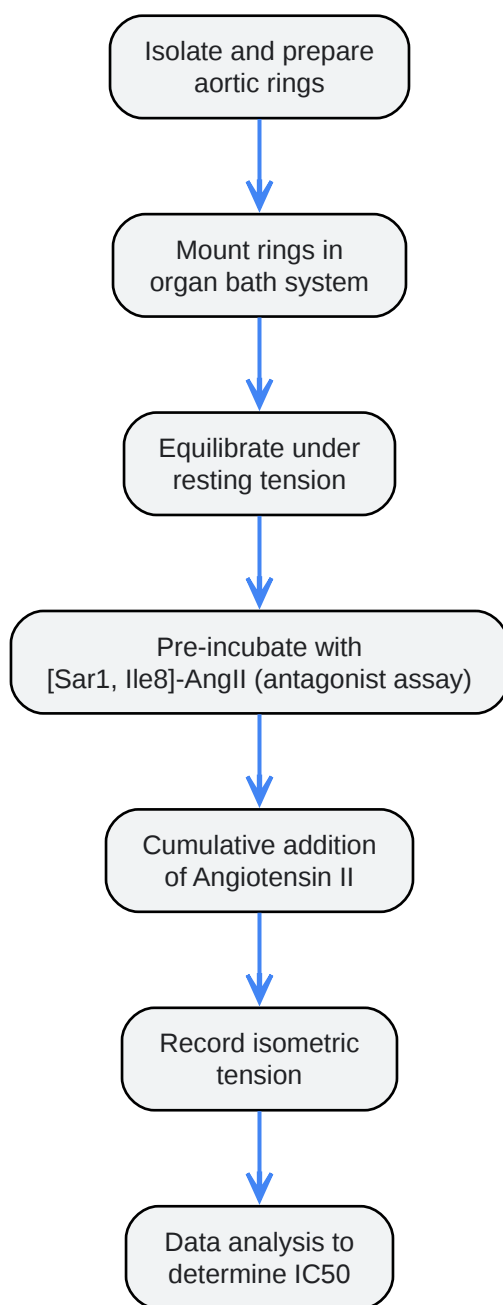 Isolate and prepare
aortic rings
Mount rings in
organ bath system
Equilibrate under
resting tension
Pre-incubate with
[Sar1, Ile8]-AngII (antagonist assay)
Cumulative addition
of Angiotensin II
Record isometric
tension
Data analysis to
determine IC50